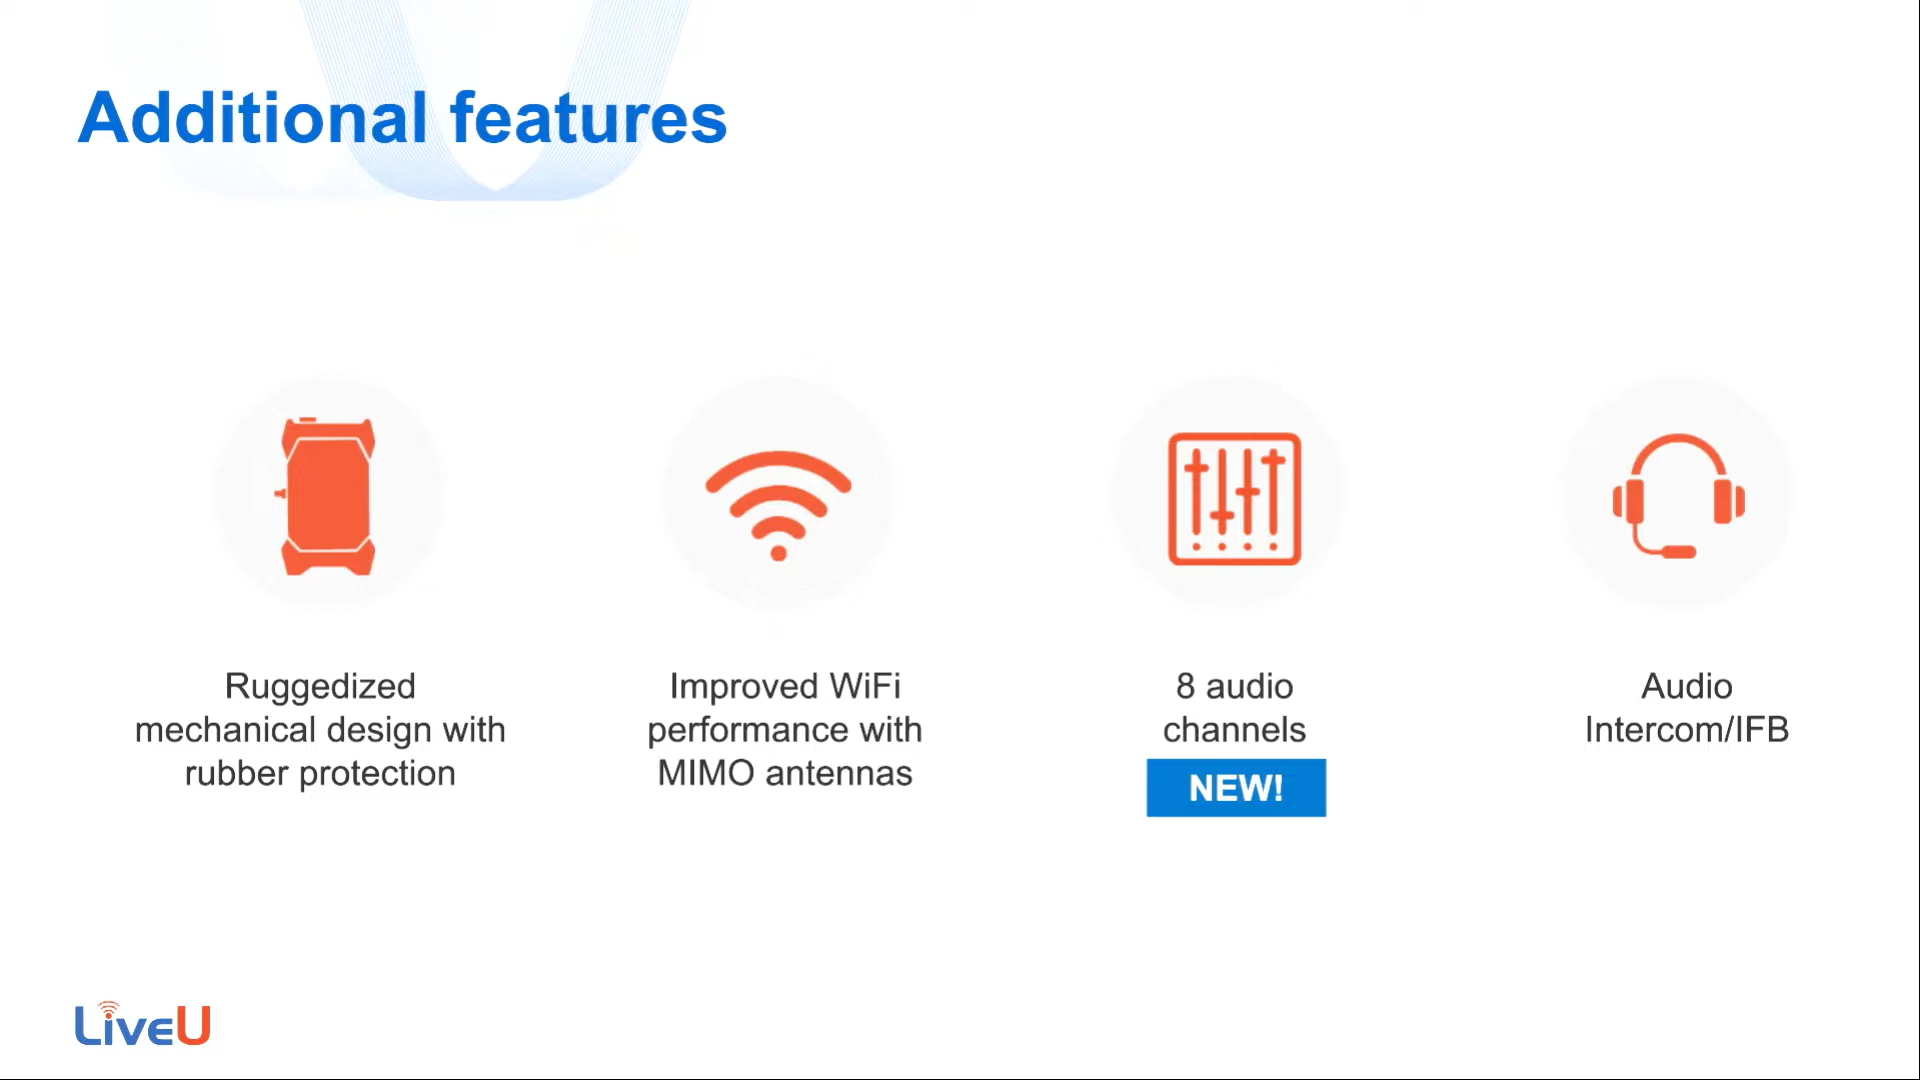 Additional features
Ruggedized
mechanical design with
rubber protection
Improved WiFi
performance with
MIMO antennas
8 audio
channels
NEW!
Audio
Intercom/IFB
LiveU